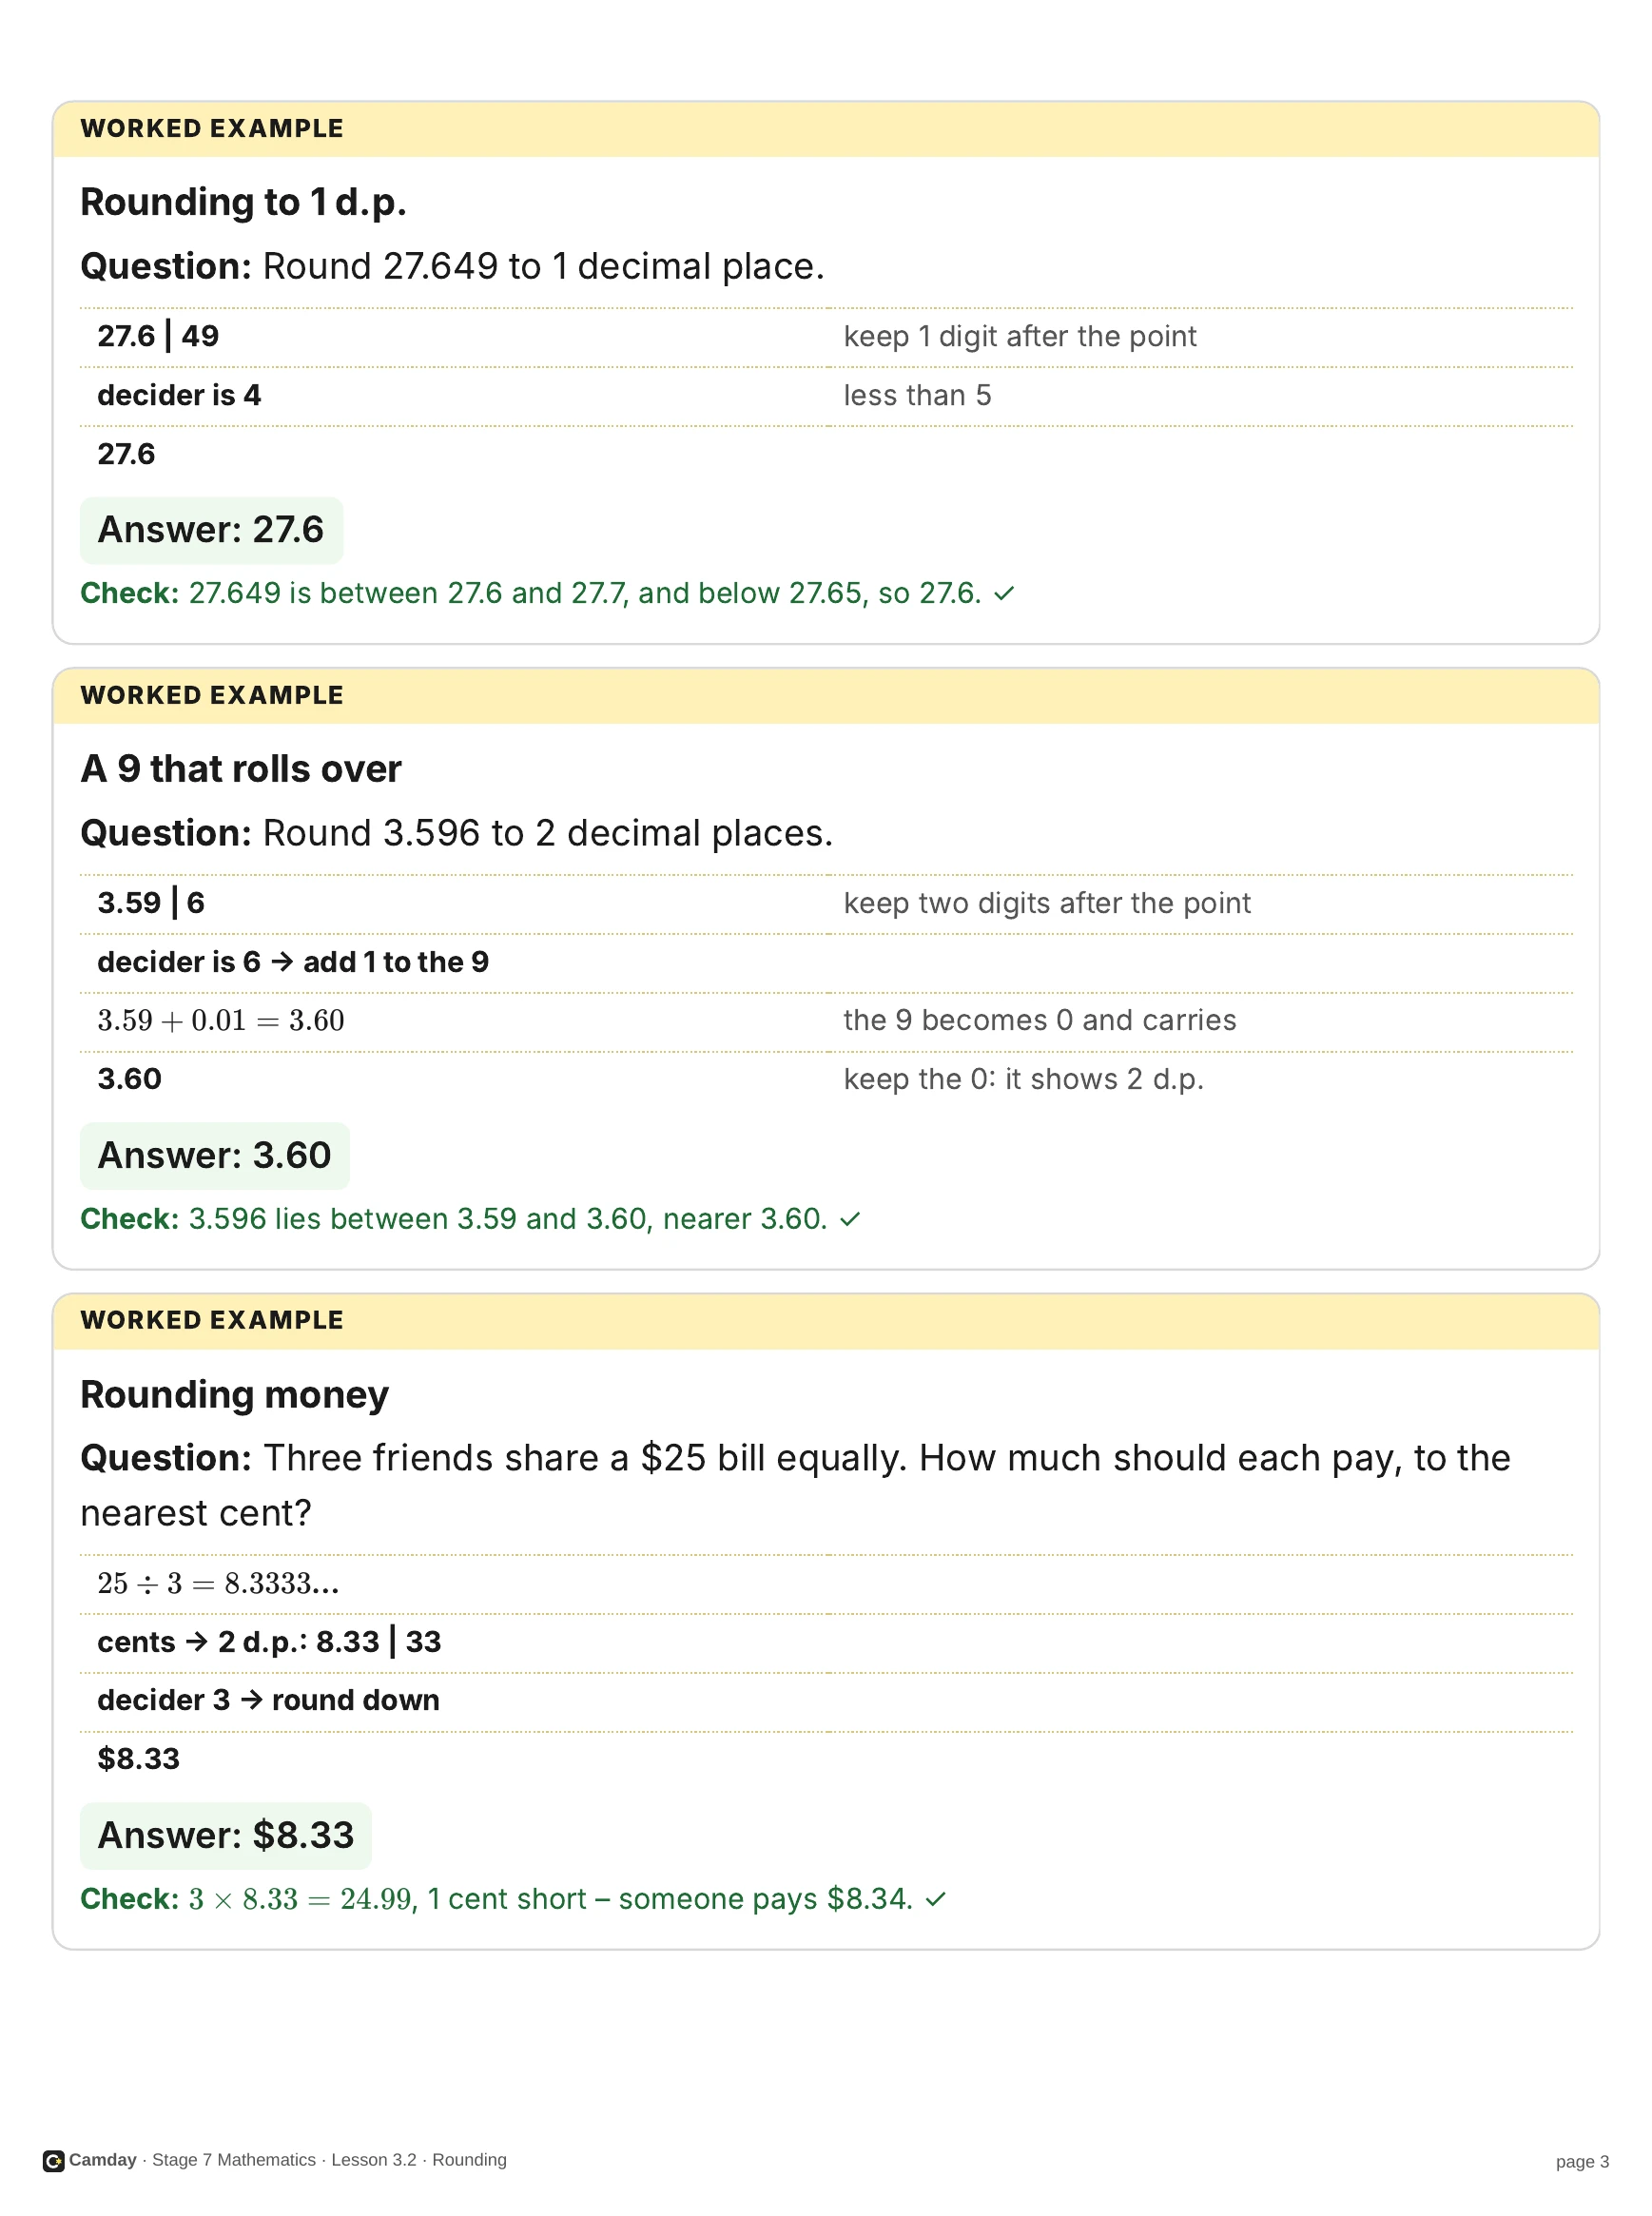 WORKED EXAMPLE
Rounding to 1 d.p.
Question: Round 27.649 to 1 decimal place.
27.6 | 49 keep 1 digit after the point
decider is 4 less than 5
27.6
Answer: 27.6
Check: 27.649 is between 27.6 and 27.7, and below 27.65, so 27.6. ✓
WORKED EXAMPLE
A 9 that rolls over
Question: Round 3.596 to 2 decimal places.
3.59 | 6 keep two digits after the point
decider is 6 → add 1 to the 9
3.59 + 0.01 = 3.60 the 9 becomes 0 and carries
3.60 keep the 0: it shows 2 d.p.
Answer: 3.60
Check: 3.596 lies between 3.59 and 3.60, nearer 3.60. ✓
WORKED EXAMPLE
Rounding money
Question: Three friends share a $25 bill equally. How much should each pay, to the
nearest cent?
25 ÷ 3 = 8.3333...
cents → 2 d.p.: 8.33 | 33
decider 3 → round down
$8.33
Answer: $8.33
Check: 3 × 8.33 = 24.99, 1 cent short – someone pays $8.34. ✓
Camday · Stage 7 Mathematics · Lesson 3.2 · Rounding page 3